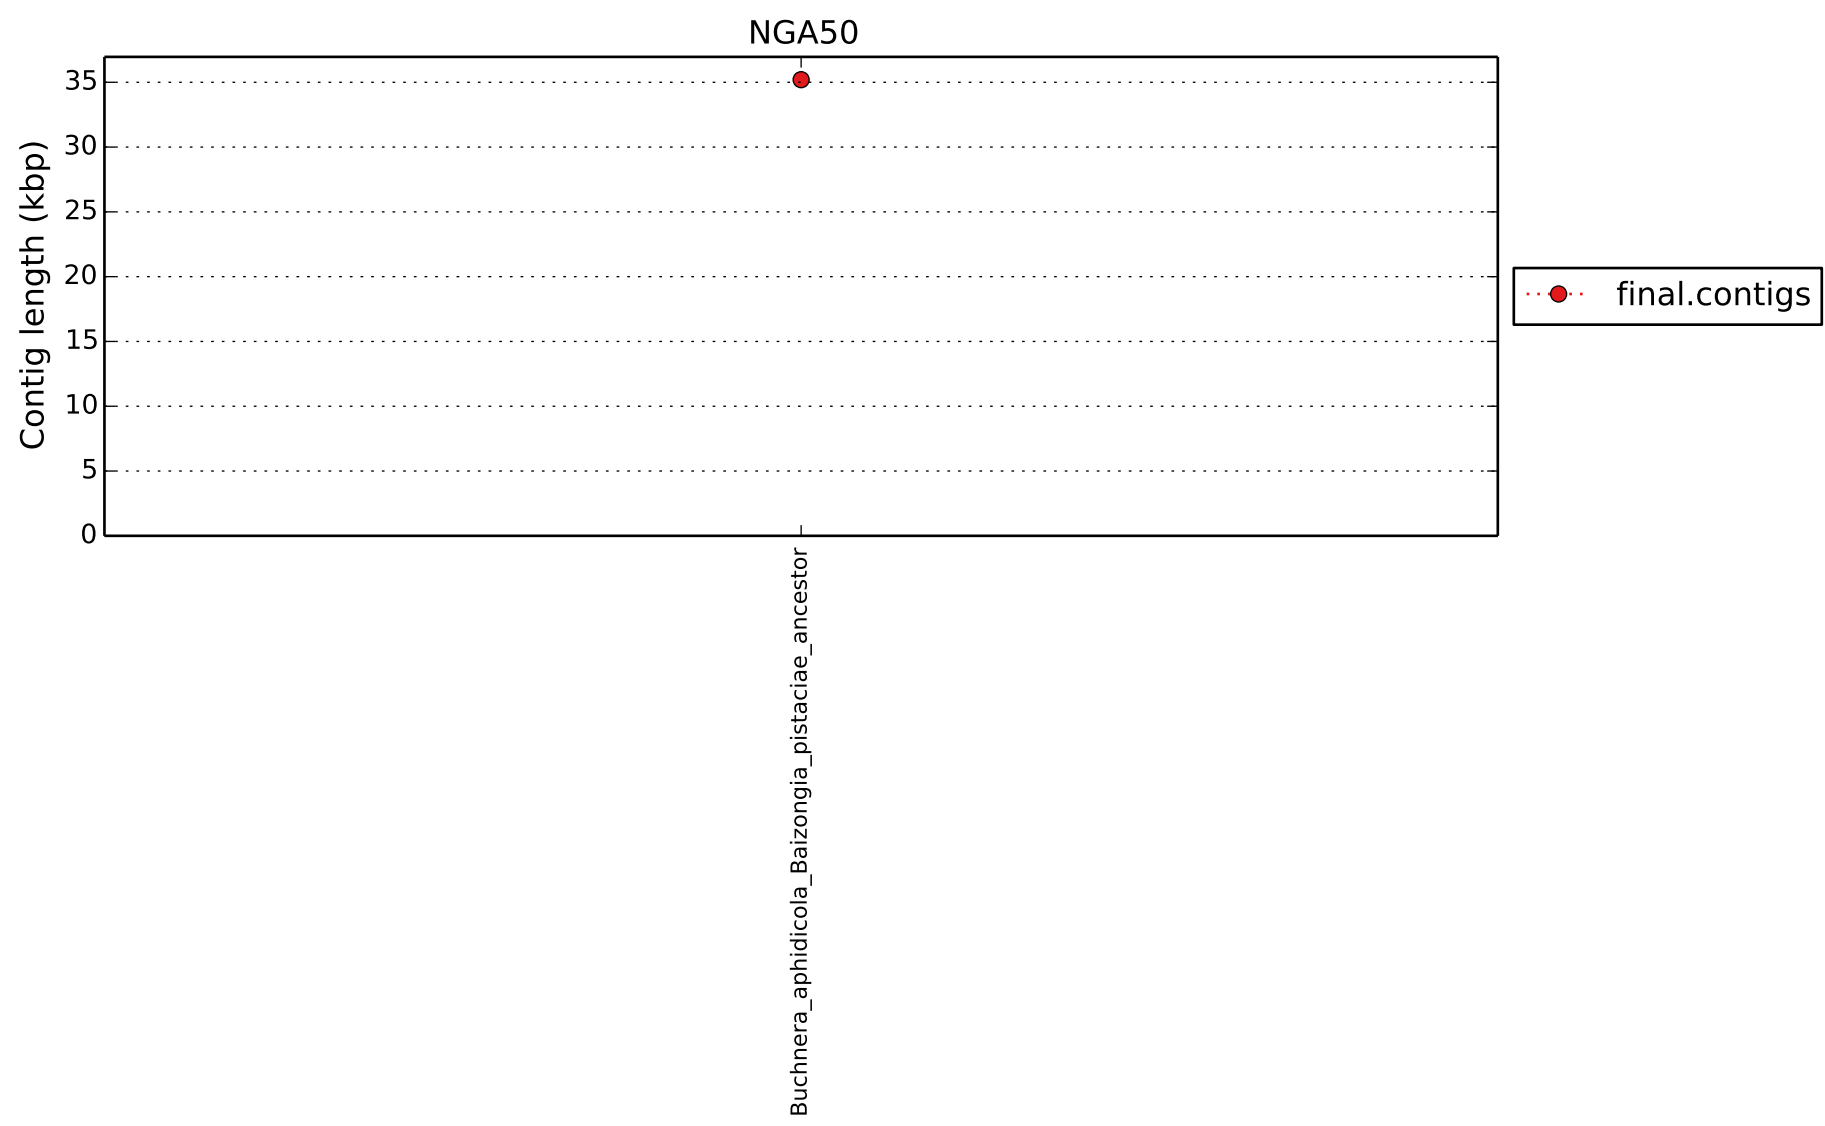 NGA50
Contig length (kbp)
35
30
25
20
15
10
5
0
final.contigs
Buchnera_aphidicola_Baizongia_pistaciae_ancestor